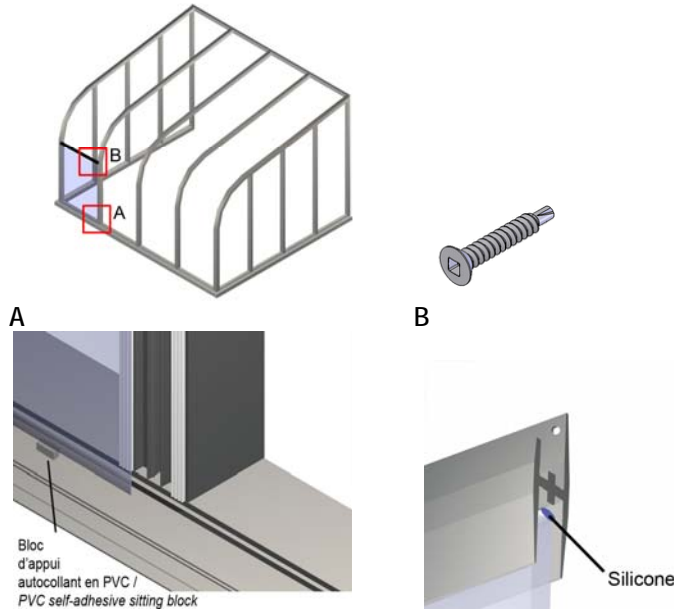 B
A
A
B
Bloc
d'appui
autocollant en PVC /
PVC self-adhesive sitting block
Silicone